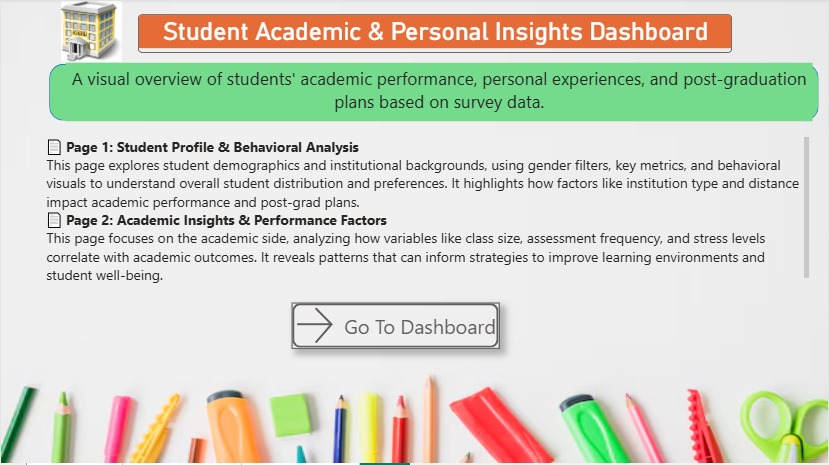 Student Academic & Personal Insights Dashboard
A visual overview of students' academic performance, personal experiences, and post-graduation
plans based on survey data.
Page 1: Student Profile & Behavioral Analysis
This page explores student demographics and institutional backgrounds, using gender filters, key metrics, and behavioral
visuals to understand overall student distribution and preferences. It highlights how factors like institution type and distance
impact academic performance and post-grad plans.
Page 2: Academic Insights & Performance Factors
This page focuses on the academic side, analyzing how variables like class size, assessment frequency, and stress levels
correlate with academic outcomes. It reveals patterns that can inform strategies to improve learning environments and
student well-being.
Go To Dashboard